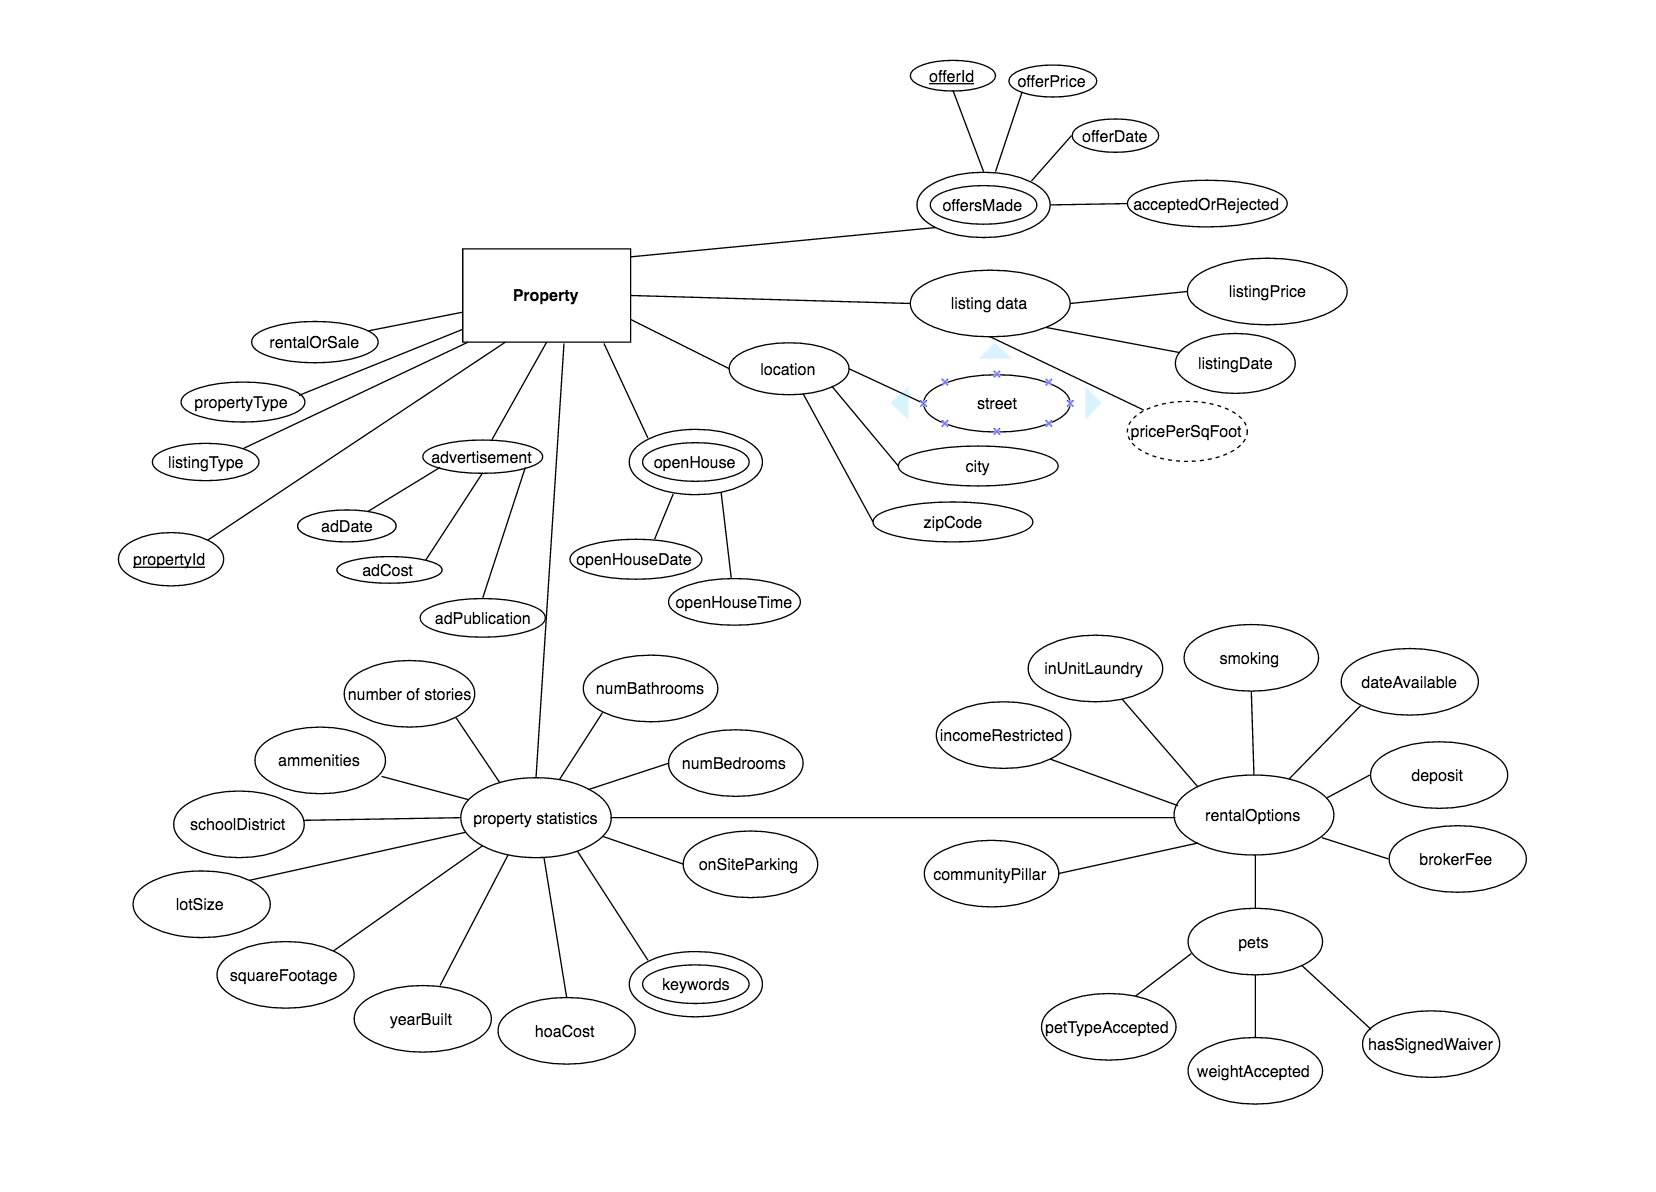 offerId
offerPrice
offerDate
offersMade
acceptedOrRejected
Property
listing data
listingPrice
rentalOrSale
location
listingDate
propertyType
street
pricePerSqFoot
listingType
advertisement
openHouse
city
adDate
zipCode
propertyId
adCost
openHouseDate
adPublication
openHouseTime
number of stories
numBathrooms
inUnitLaundry
smoking
dateAvailable
ammenities
numBedrooms
incomeRestricted
deposit
schoolDistrict
property statistics
rentalOptions
onSiteParking
communityPillar
brokerFee
lotSize
squareFootage
keywords
pets
yearBuilt
hoaCost
petTypeAccepted
weightAccepted
hasSignedWaiver